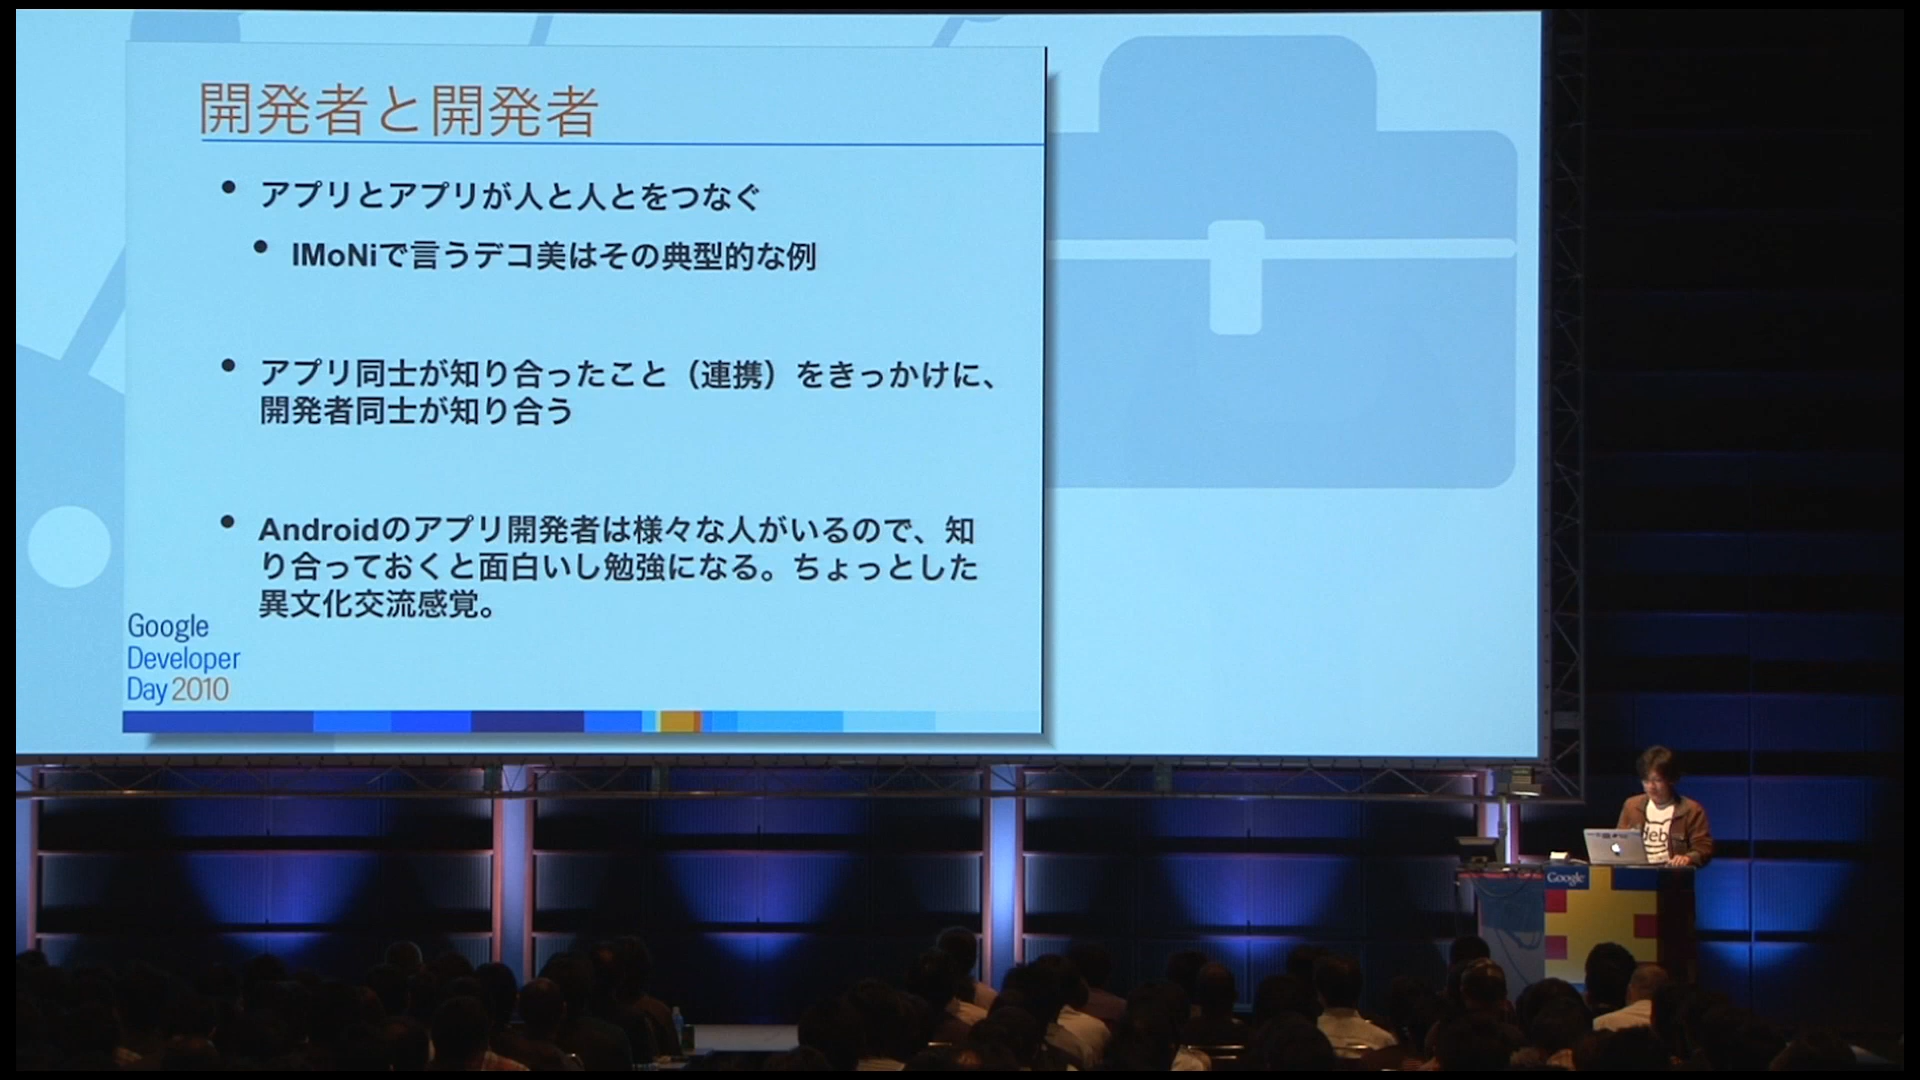 開発者と開発者
• アプリとアプリが人と人とをつなぐ
• IMoNiで言うデコ美はその典型的な例
• アプリ同士が知り合ったこと（連携）をきっかけに、
開発者同士が知り合う
• Androidのアプリ開発者は様々な人がいるので、知
り合っておくと面白いし勉強になる。ちょっとした
異文化交流感覚。
Google
Developer
Day 2010
deb
Google